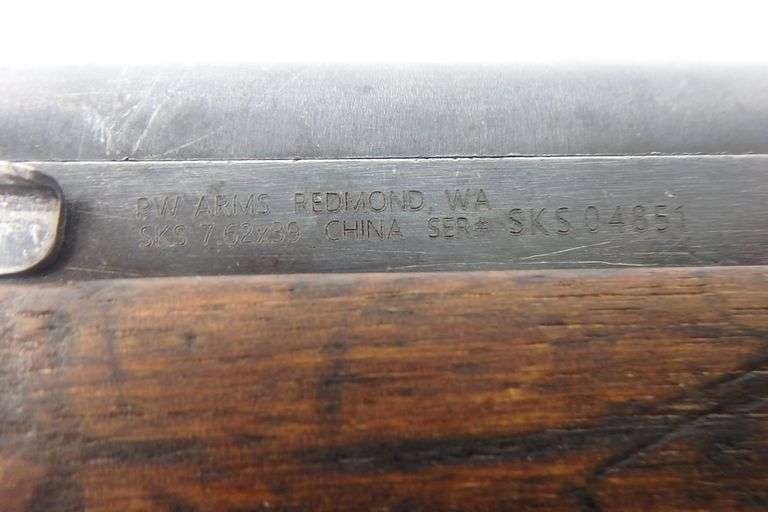 PW ARMS REDMOND, WA
SKS 7.62x39 CHINA SER# SKS 04851